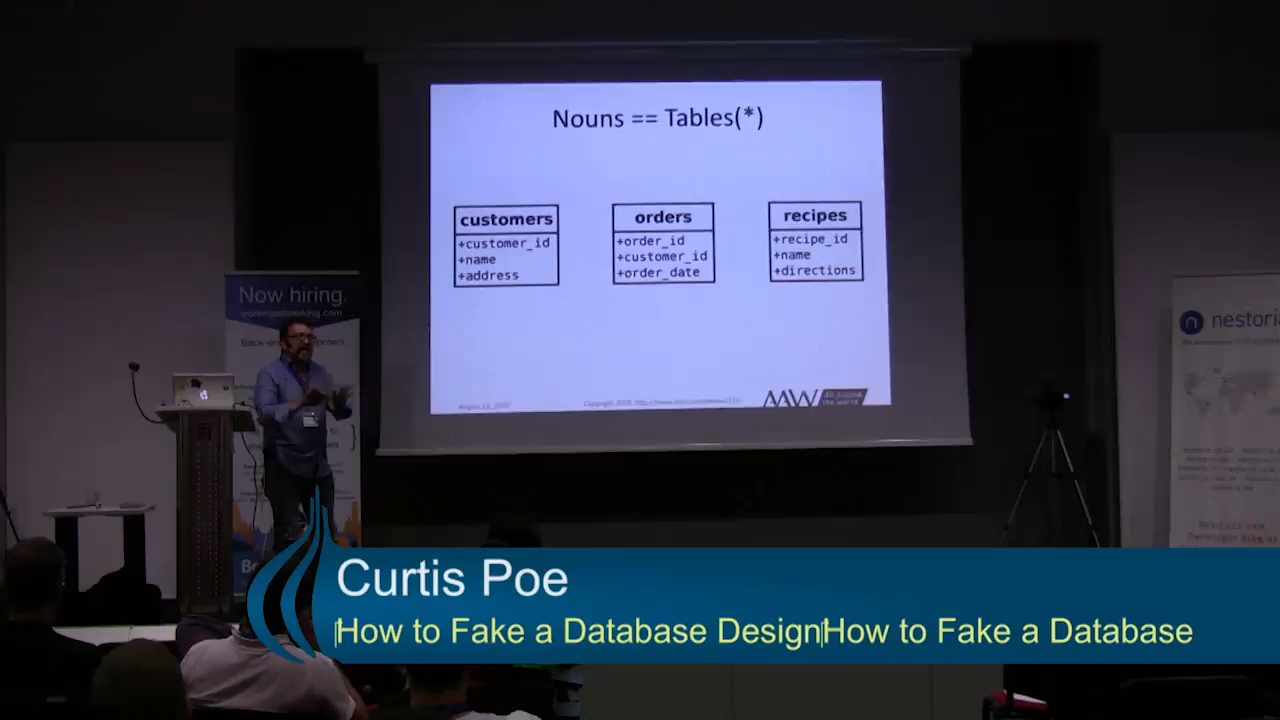 Nouns == Tables(*)
customers
+customer_id
+name
+address
orders
+order_id
+customer_id
+order_date
recipes
+recipe_id
+name
+directions
AAW
Now hiring.
nestoria
Curtis Poe
How to Fake a Database Design How to Fake a Database